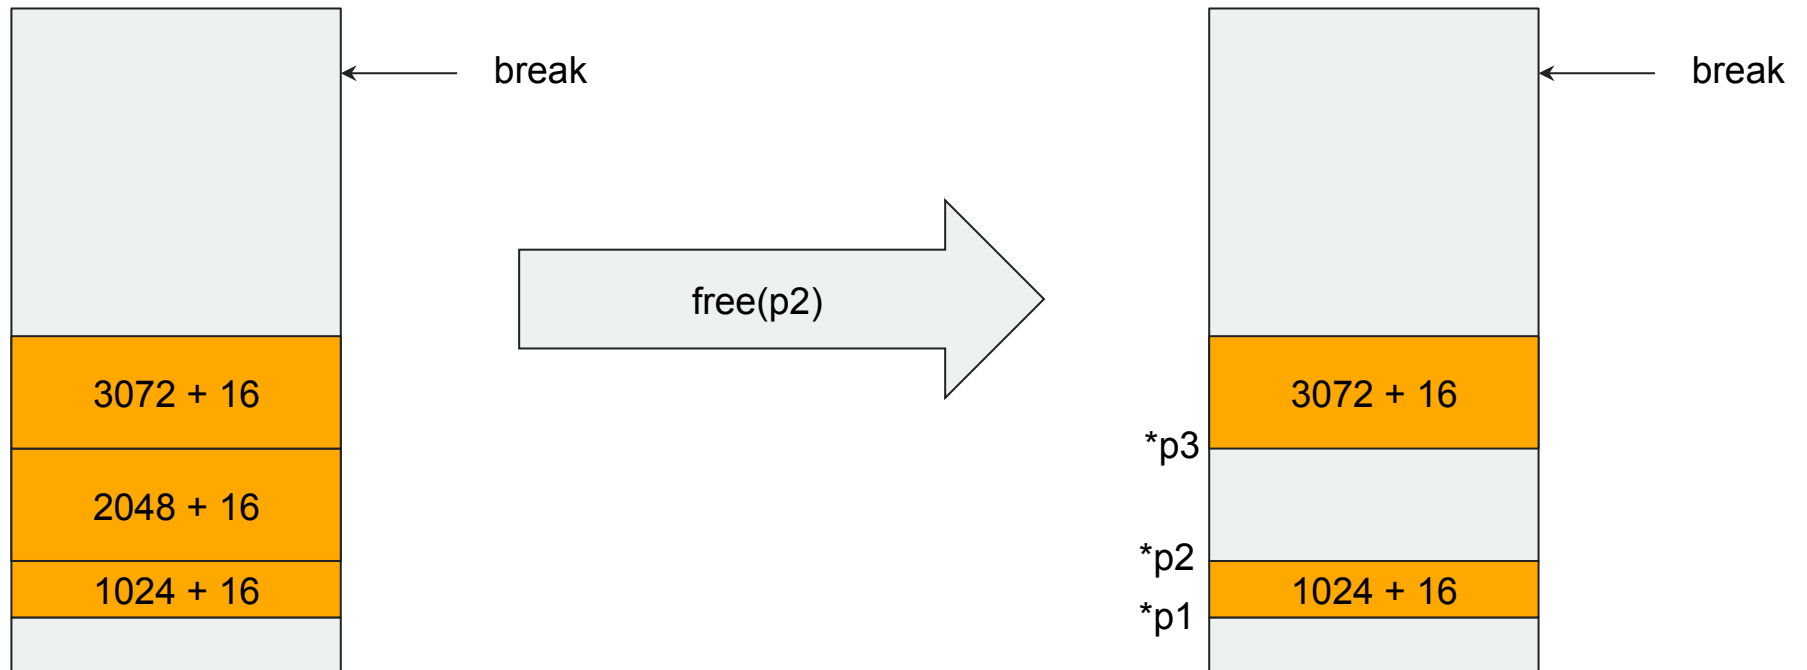 break
3072 + 16
2048 + 16
1024 + 16
free(p2)
break
3072 + 16
*p3
*p2
1024 + 16
*p1